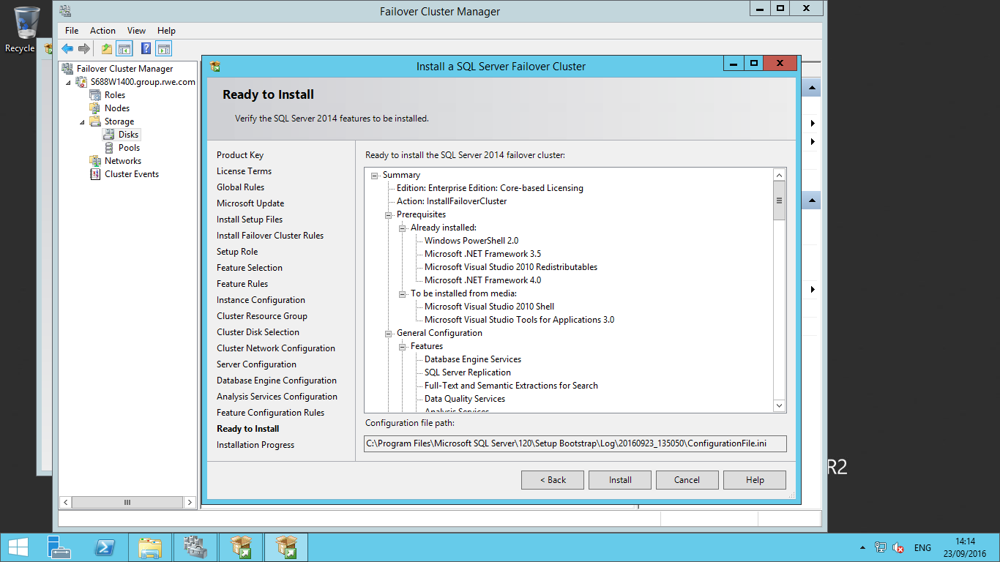 Failover Cluster Manager
File Action View Help
Recycle
Failover Cluster Manager
S688W1400.group.rwe.com
Roles
Nodes
Storage
Disks
Pools
Networks
Cluster Events
Install a SQL Server Failover Cluster
Ready to Install
Verify the SQL Server 2014 features to be installed.
Product Key
License Terms
Global Rules
Microsoft Update
Install Setup Files
Install Failover Cluster Rules
Setup Role
Feature Selection
Feature Rules
Instance Configuration
Cluster Resource Group
Cluster Disk Selection
Cluster Network Configuration
Server Configuration
Database Engine Configuration
Analysis Services Configuration
Feature Configuration Rules
Ready to Install
Installation Progress
Ready to install the SQL Server 2014 failover cluster:
Summary
Edition: Enterprise Edition: Core-based Licensing
Action: InstallFailoverCluster
Prerequisites
Already installed:
Windows PowerShell 2.0
Microsoft .NET Framework 3.5
Microsoft Visual Studio 2010 Redistributables
Microsoft .NET Framework 4.0
To be installed from media:
Microsoft Visual Studio 2010 Shell
Microsoft Visual Studio Tools for Applications 3.0
General Configuration
Features
Database Engine Services
SQL Server Replication
Full-Text and Semantic Extractions for Search
Data Quality Services
Analysis Services
Configuration file path:
C:\Program Files\Microsoft SQL Server\120\Setup Bootstrap\Log\20160923_135050\ConfigurationFile.ini
< Back Install Cancel Help
R2
ENG
14:14
23/09/2016